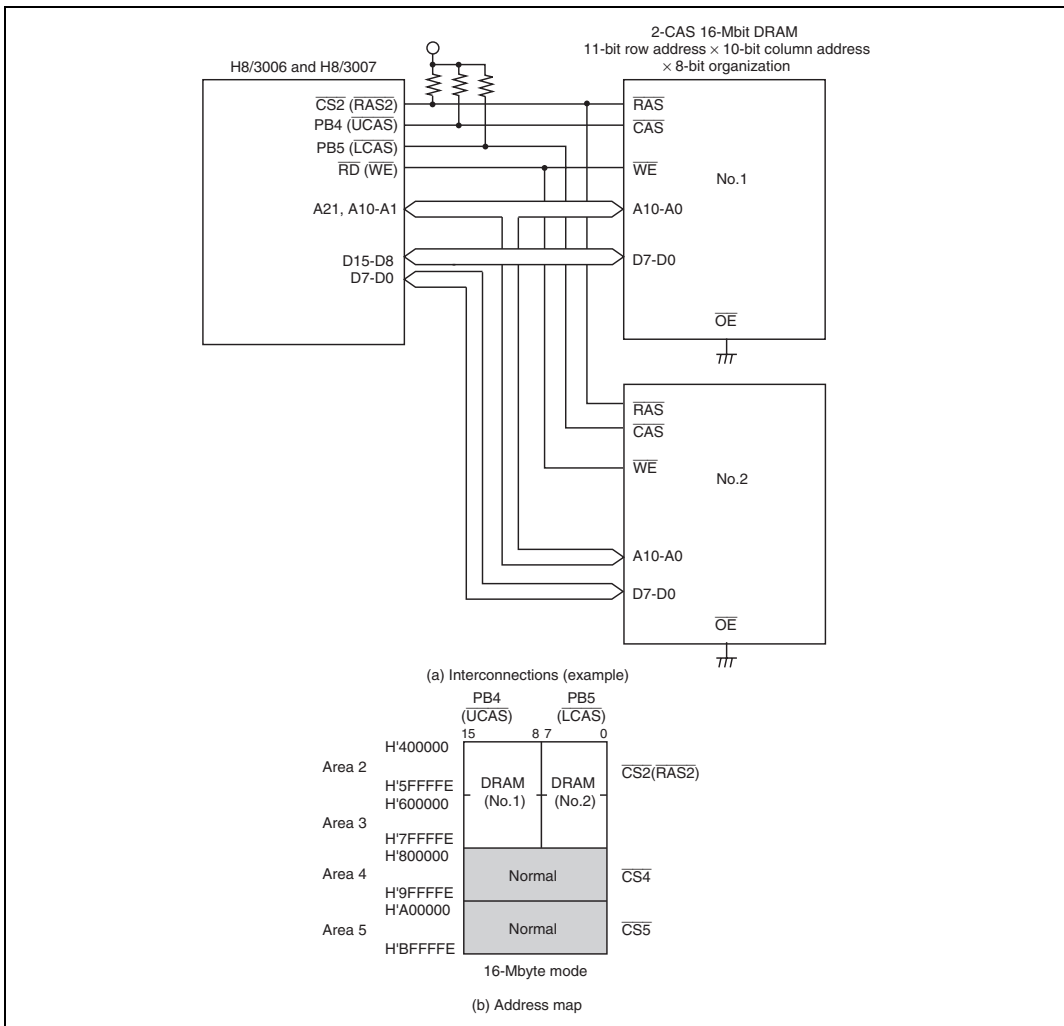 2-CAS 16-Mbit DRAM
11-bit row address × 10-bit column address
× 8-bit organization
H8/3006 and H8/3007
CS2 (RAS2)
PB4 (UCAS)
PB5 (LCAS)
RD (WE)
A21, A10-A1
D15-D8
D7-D0
RAS
CAS
WE
No.1
A10-A0
D7-D0
OE
RAS
CAS
WE
No.2
A10-A0
D7-D0
OE
(a) Interconnections (example)
PB4 PB5
(UCAS) (LCAS)
15 8 7 0
H'400000
Area 2
CS2(RAS2)
H'5FFFFE
DRAM DRAM
(No.1) (No.2)
H'600000
Area 3
H'7FFFFE
H'800000
Area 4 Normal CS4
H'9FFFFE
H'A00000
Area 5 Normal CS5
H'BFFFFE
16-Mbyte mode
(b) Address map